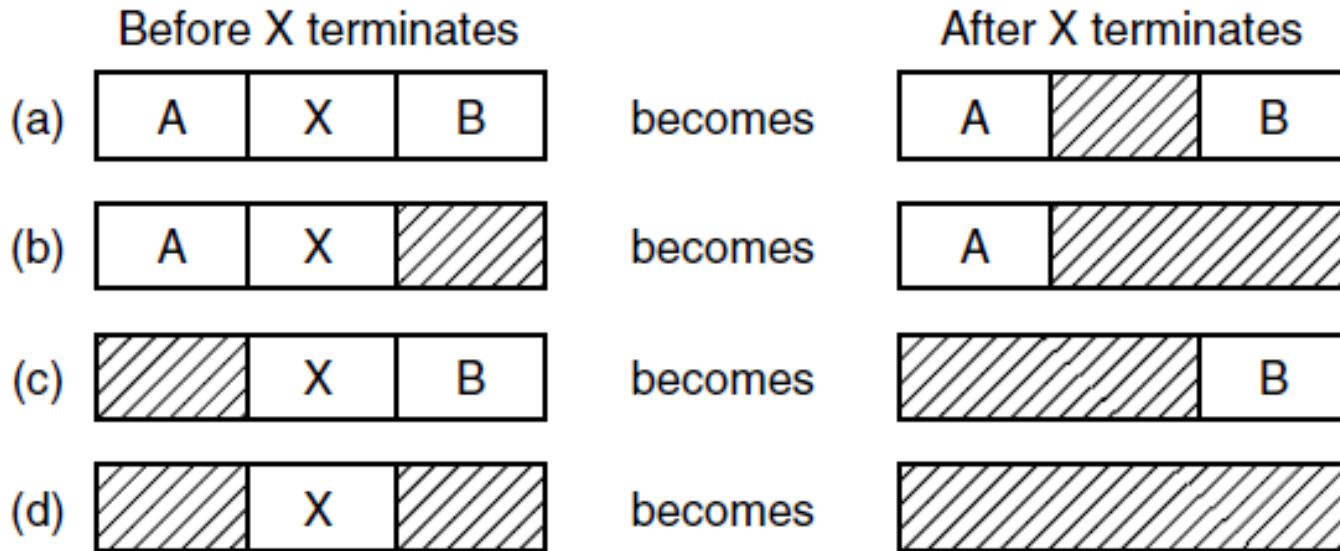 Before X terminates After X terminates
(a) A X B becomes A B
(b) A X becomes A
(c) X B becomes B
(d) X becomes